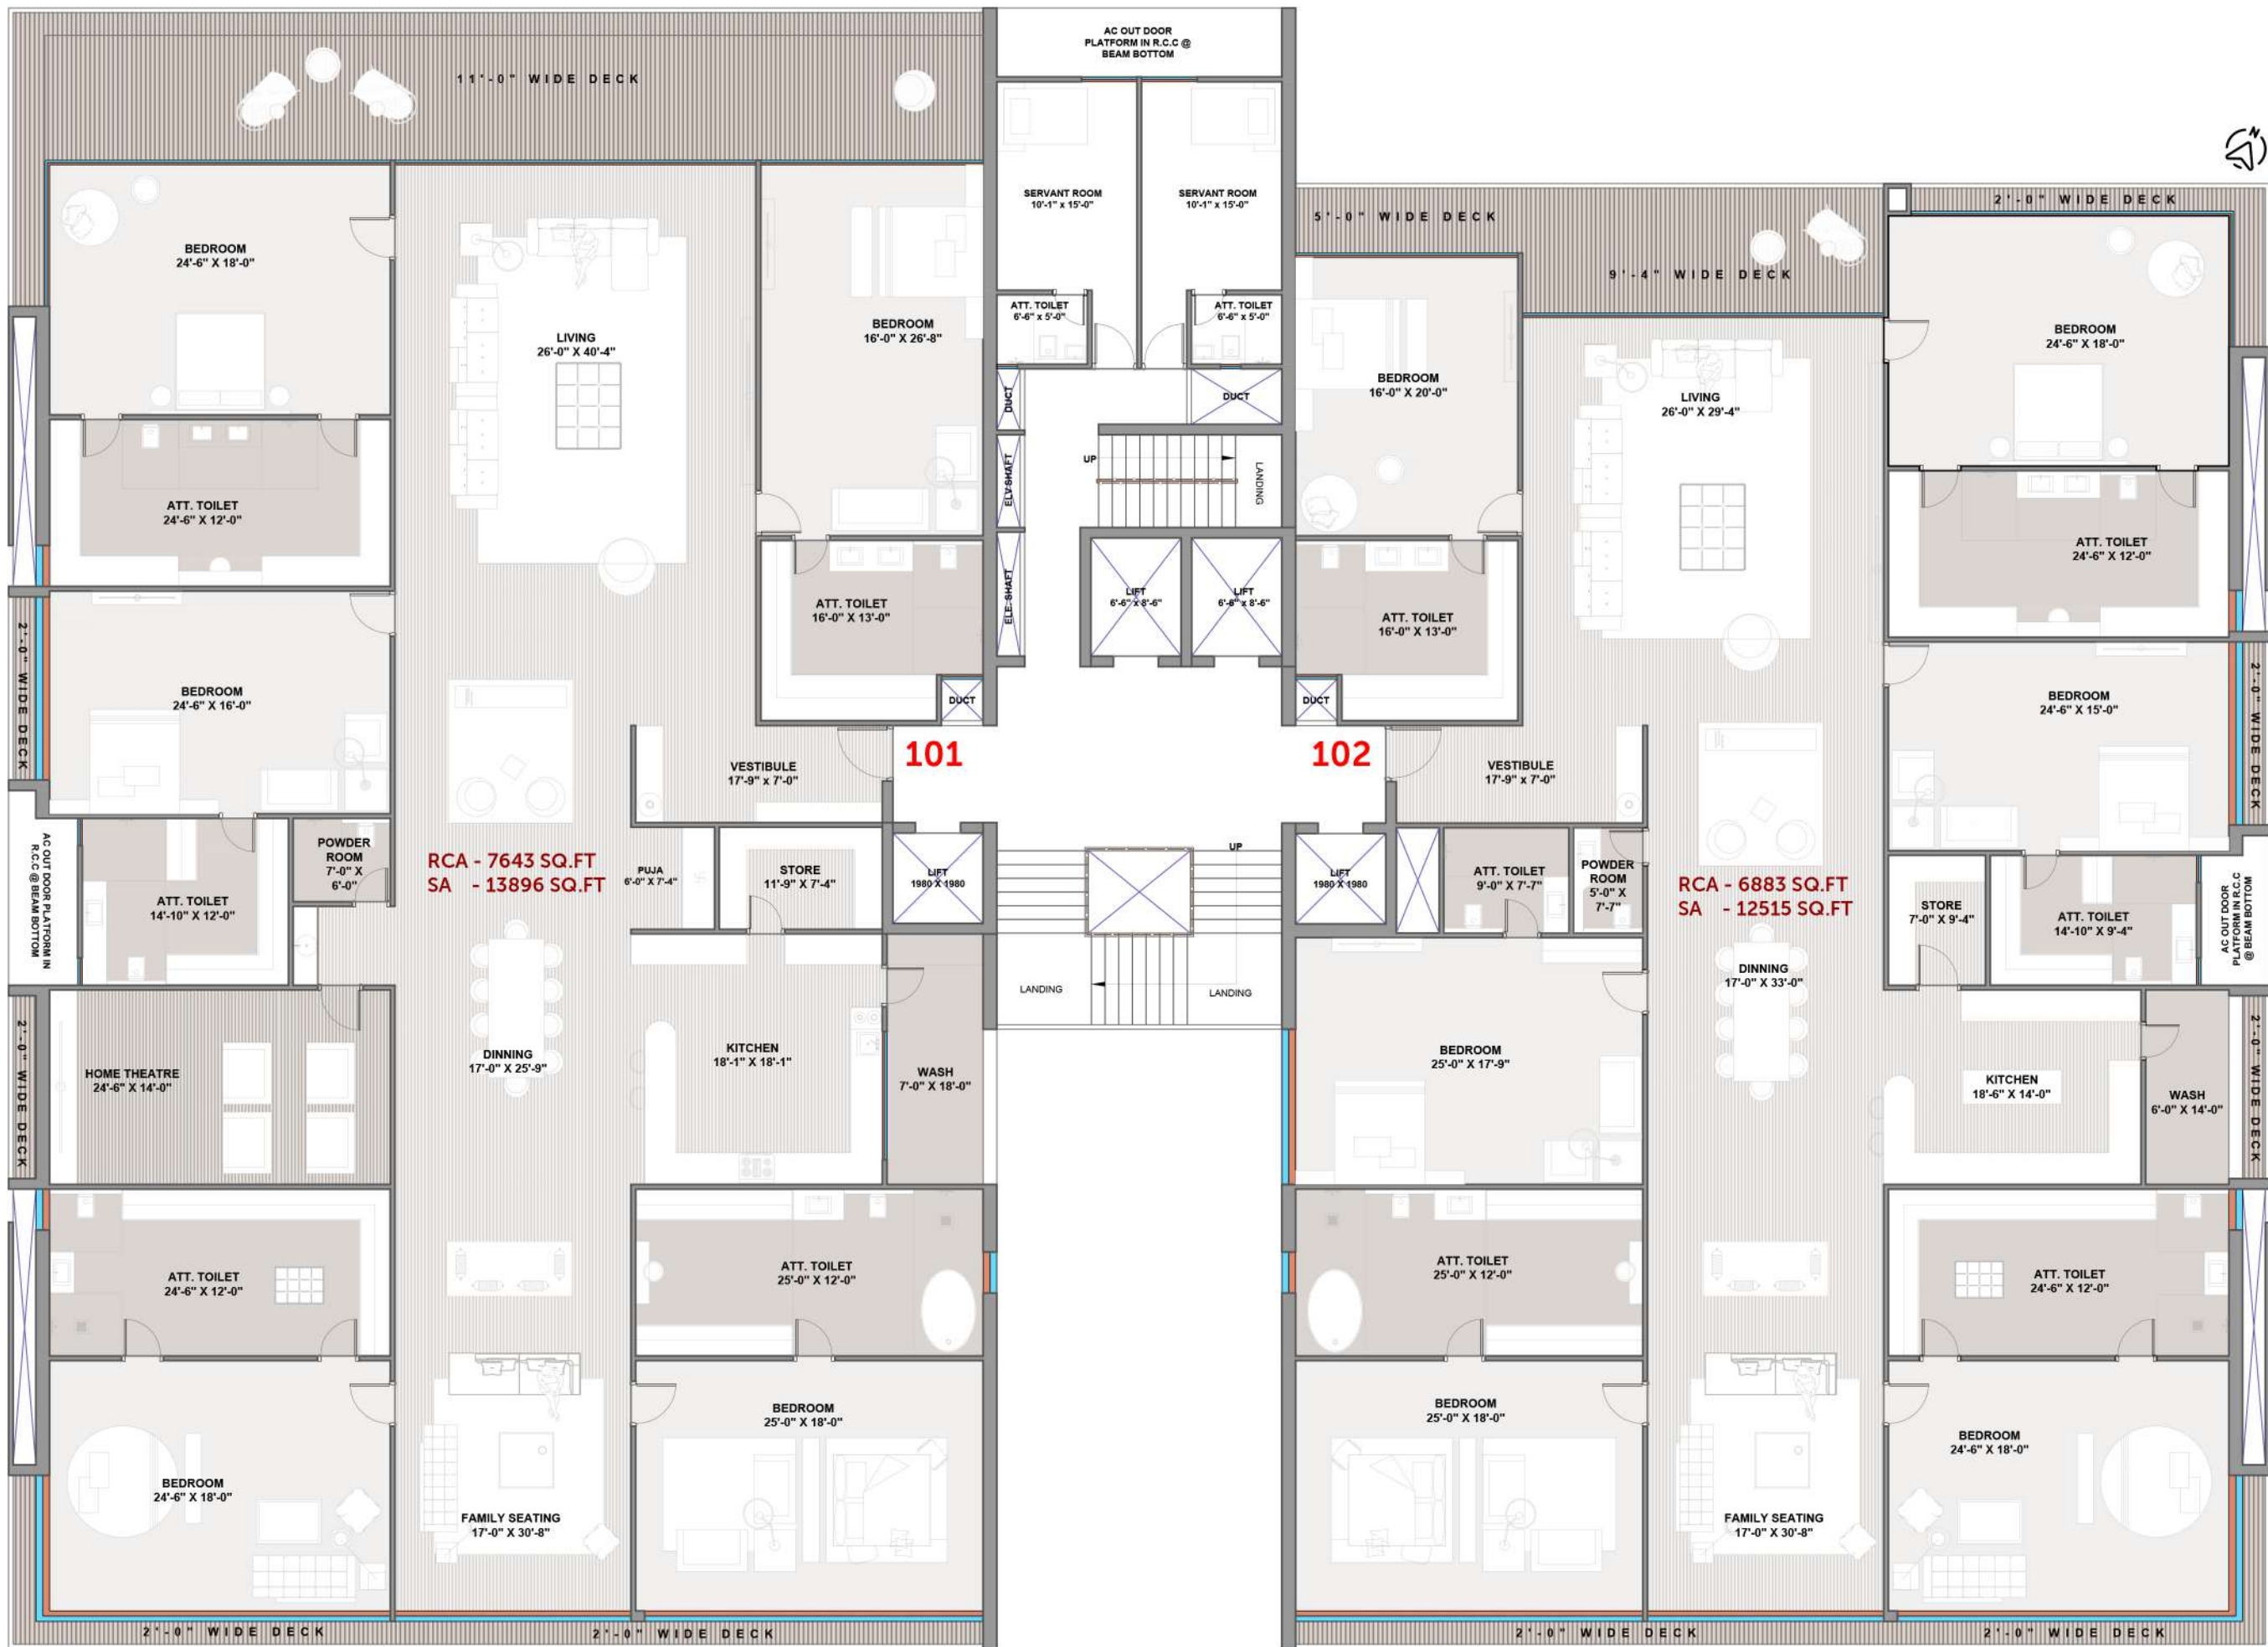 AC OUT DOOR
PLATFORM IN R.C.C @
BEAM BOTTOM
11'-0" WIDE DECK
N
SERVANT ROOM
10'-1" x 15'-0"
SERVANT ROOM
10'-1" x 15'-0"
5'-0" WIDE DECK
2'-0" WIDE DECK
9'-4" WIDE DECK
BEDROOM
24'-6" X 18'-0"
LIVING
26'-0" X 40'-4"
BEDROOM
16'-0" X 26'-8"
ATT. TOILET
6'-6" x 5'-0"
ATT. TOILET
6'-6" x 5'-0"
BEDROOM
16'-0" X 20'-0"
LIVING
26'-0" X 29'-4"
BEDROOM
24'-6" X 18'-0"
DUCT
DUCT
UP
LANDING
ELV.SHAFT
ATT. TOILET
24'-6" X 12'-0"
ATT. TOILET
24'-6" X 12'-0"
ELE. SHAFT
LIFT
6'-6" x 8'-6"
LIFT
6'-6" x 8'-6"
ATT. TOILET
16'-0" X 13'-0"
ATT. TOILET
16'-0" X 13'-0"
2'-0" WIDE DECK
BEDROOM
24'-6" X 16'-0"
DUCT
DUCT
BEDROOM
24'-6" X 15'-0"
2'-0" WIDE DECK
VESTIBULE
17'-9" x 7'-0"
101
102
VESTIBULE
17'-9" x 7'-0"
AC OUT DOOR PLATFORM IN
R.C.C @ BEAM BOTTOM
POWDER
ROOM
7'-0" X
6'-0"
RCA - 7643 SQ.FT
SA - 13896 SQ.FT
PUJA
6'-0" X 7'-4"
STORE
11'-9" X 7'-4"
LIFT
1980 X 1980
UP
LIFT
1980 X 1980
ATT. TOILET
9'-0" X 7'-7"
POWDER
ROOM
5'-0" X
7'-7"
RCA - 6883 SQ.FT
SA - 12515 SQ.FT
STORE
7'-0" X 9'-4"
ATT. TOILET
14'-10" X 9'-4"
AC OUT DOOR
PLATFORM IN R.C.C
@ BEAM BOTTOM
ATT. TOILET
14'-10" X 12'-0"
LANDING
LANDING
DINNING
17'-0" X 33'-0"
2'-0" WIDE DECK
HOME THEATRE
24'-6" X 14'-0"
DINNING
17'-0" X 25'-9"
KITCHEN
18'-1" X 18'-1"
WASH
7'-0" X 18'-0"
BEDROOM
25'-0" X 17'-9"
KITCHEN
18'-6" X 14'-0"
WASH
6'-0" X 14'-0"
2'-0" WIDE DECK
ATT. TOILET
24'-6" X 12'-0"
ATT. TOILET
25'-0" X 12'-0"
ATT. TOILET
25'-0" X 12'-0"
ATT. TOILET
24'-6" X 12'-0"
BEDROOM
24'-6" X 18'-0"
FAMILY SEATING
17'-0" X 30'-8"
BEDROOM
25'-0" X 18'-0"
BEDROOM
25'-0" X 18'-0"
FAMILY SEATING
17'-0" X 30'-8"
BEDROOM
24'-6" X 18'-0"
2'-0" WIDE DECK
2'-0" WIDE DECK
2'-0" WIDE DECK
2'-0" WIDE DECK